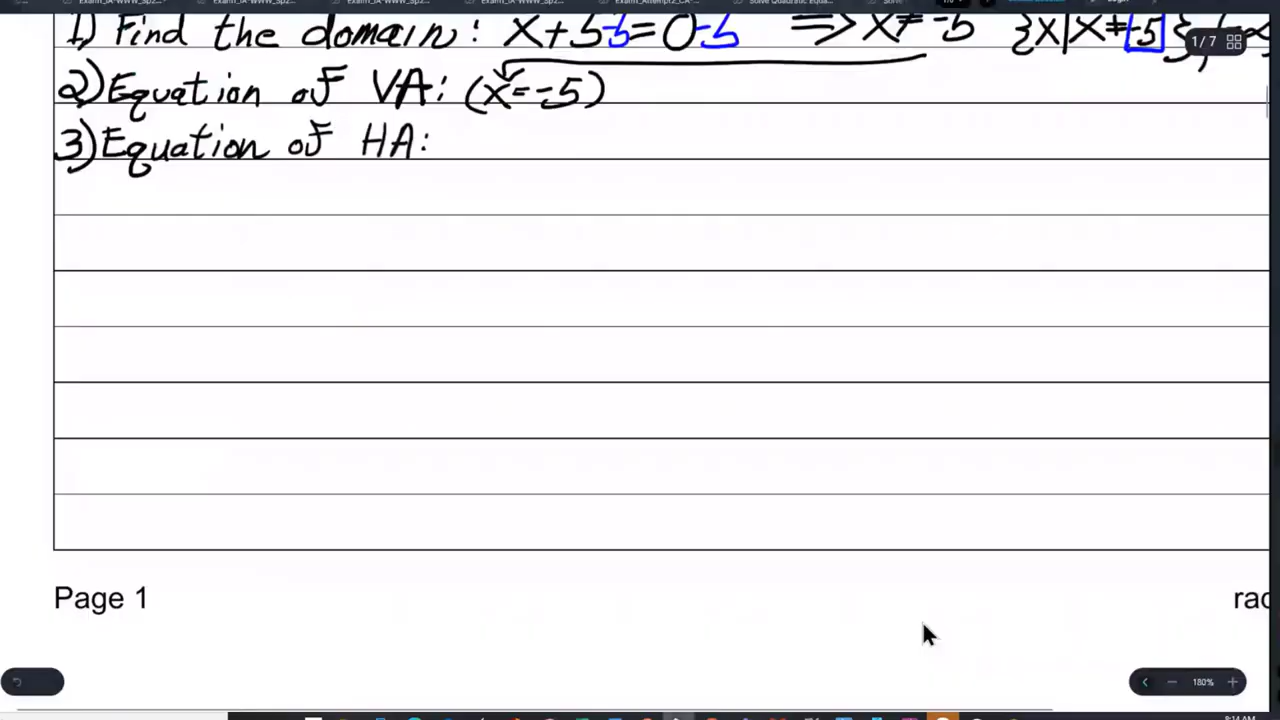 1) Find the domain: x+5-5=0-5 ⇒ x≠-5 {x|x≠-5},(-∞
1/7
2) Equation of VA: (x=-5)
3) Equation of HA:
Page 1
rac
180%